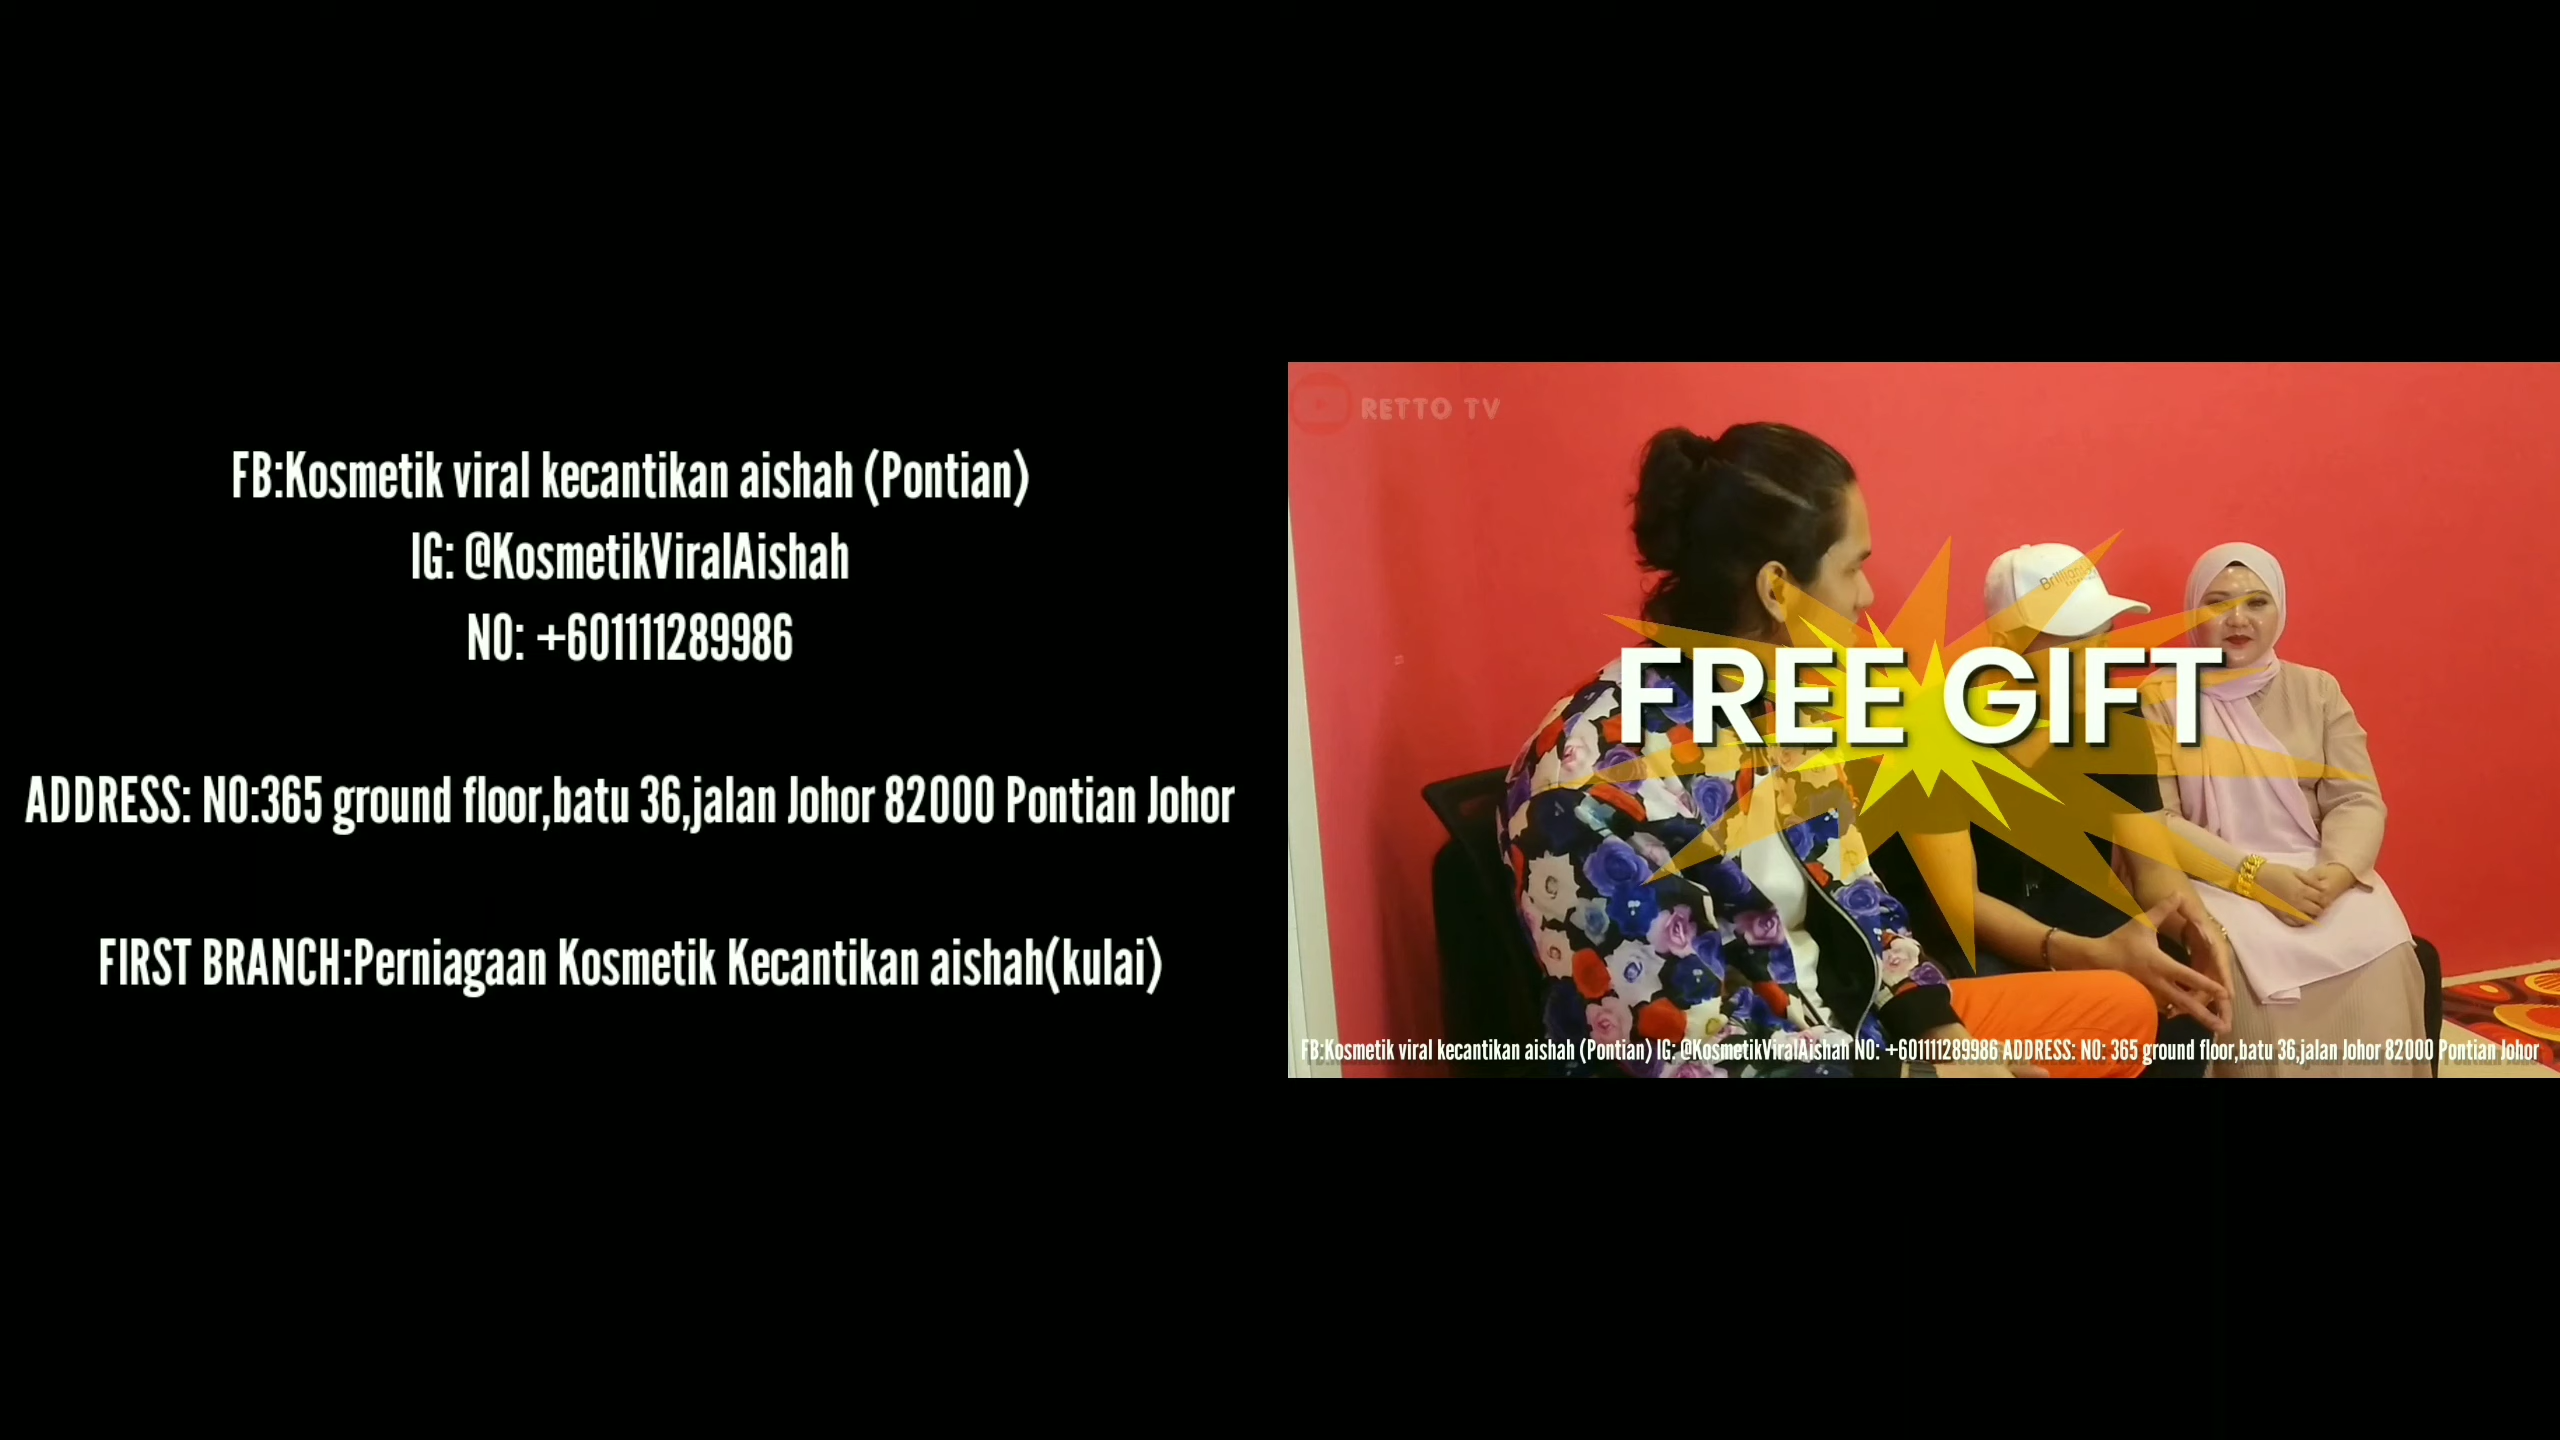 FB:Kosmetik viral kecantikan aishah (Pontian)
IG: @KosmetikViralAishah
NO: +601111289986
ADDRESS: NO:365 ground floor,batu 36,jalan Johor 82000 Pontian Johor
FIRST BRANCH:Perniagaan Kosmetik Kecantikan aishah(kulai)
RETTO TV
FREE GIFT
FB:Kosmetik viral kecantikan aishah (Pontian) IG: @KosmetikViralAishah NO: +601111289986 ADDRESS: NO: 365 ground floor,batu 36,jalan Johor 82000 Pontian Johor